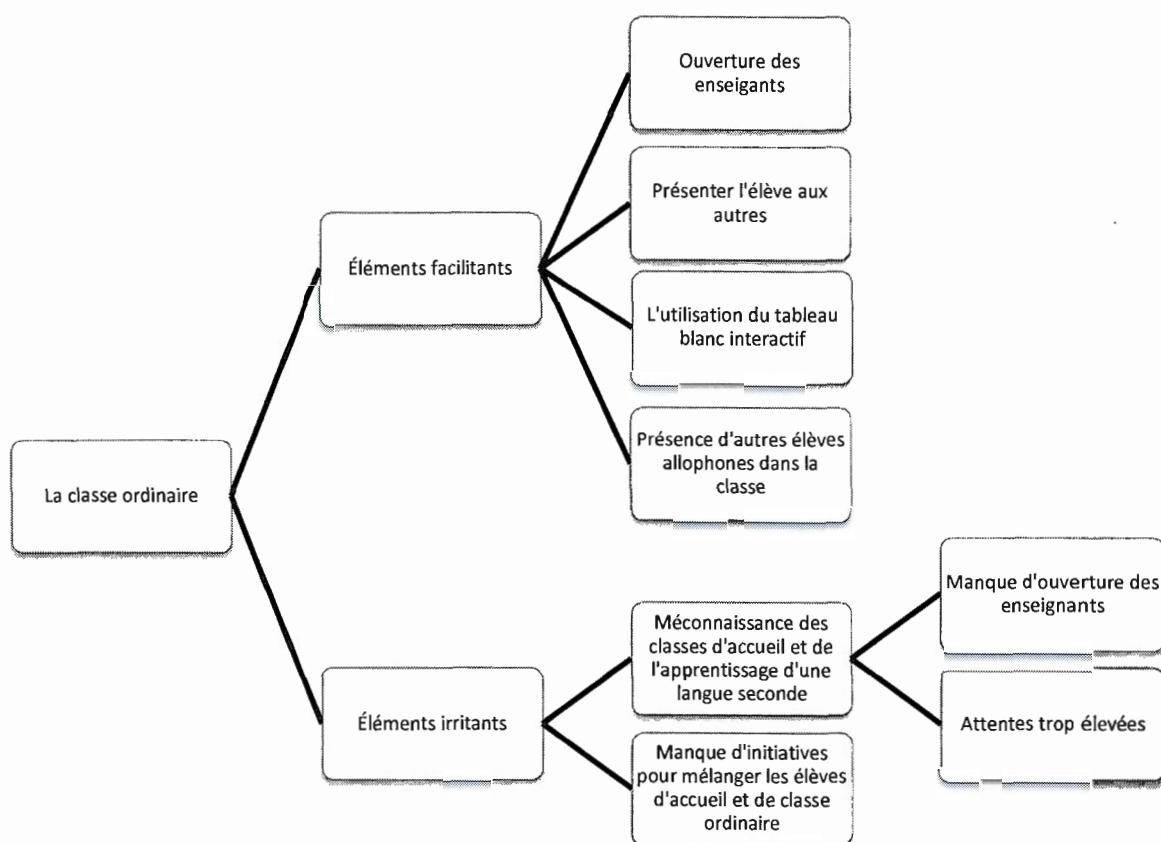 Ouverture des
enseigants
Présenter l'élève aux
autres
Éléments facilitants
L'utilisation du tableau
blanc interactif
Présence d'autres élèves
allophones dans la
classe
La classe ordinaire
Manque d'ouverture des
enseignants
Méconnaissance des
classes d'accueil et de
l'apprentissage d'une
langue seconde
Éléments irritants
Attentes trop élevées
Manque d'initiatives
pour mélanger les élèves
d'accueil et de classe
ordinaire